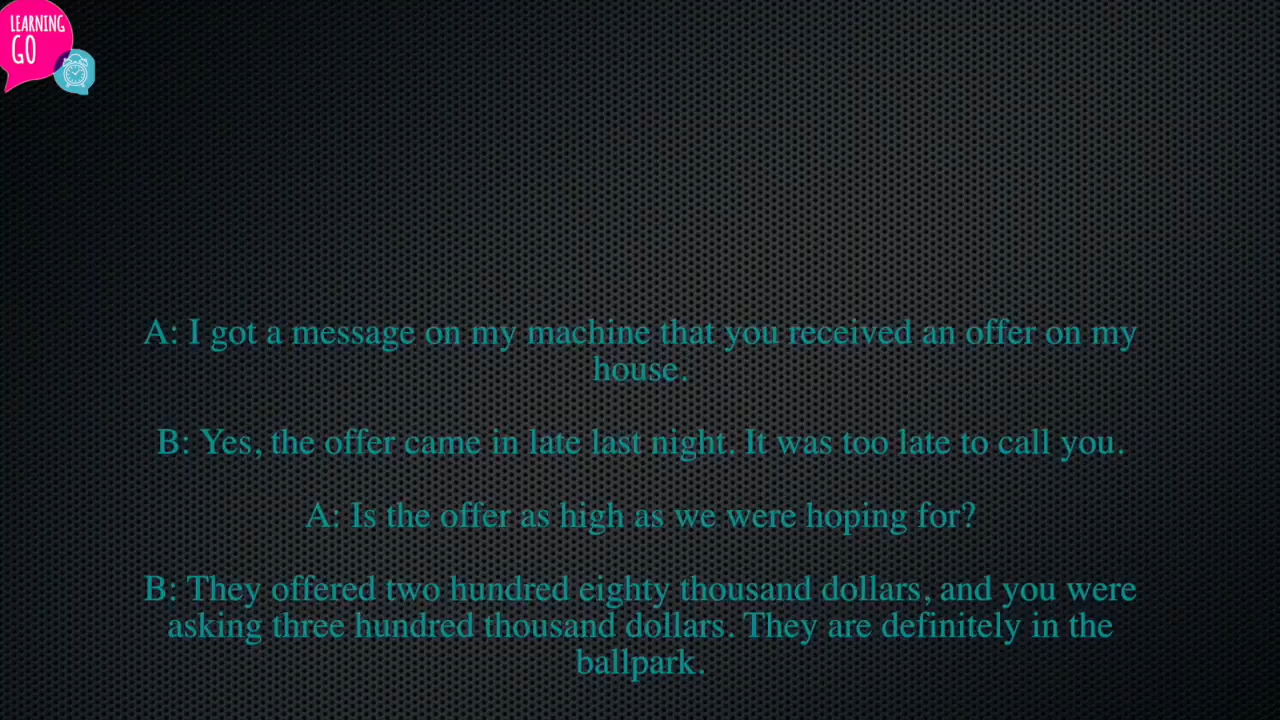 LEARNING
GO
A: I got a message on my machine that you received an offer on my
house.
B: Yes, the offer came in late last night. It was too late to call you.
A: Is the offer as high as we were hoping for?
B: They offered two hundred eighty thousand dollars, and you were
asking three hundred thousand dollars. They are definitely in the
ballpark.